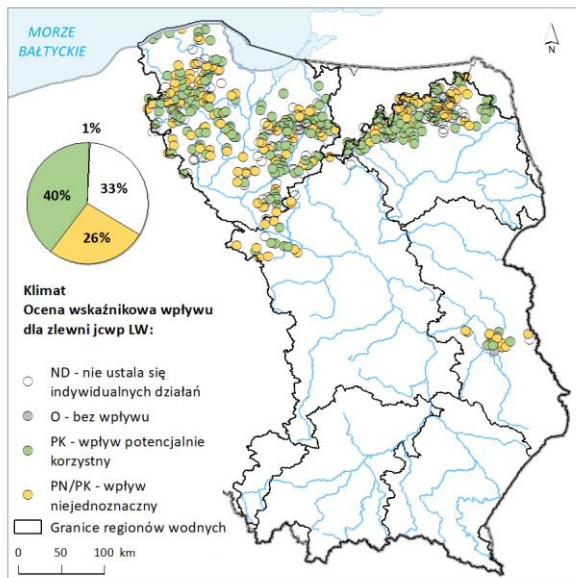 MORZE
BAŁTYCKIE
N
1%
40%
33%
26%
Klimat
Ocena wskaźnikowa wpływu
dla zlewni jcwp LW:
ND - nie ustala się
indywidualnych działań
O - bez wpływu
PK - wpływ potencjalnie
korzystny
PN/PK - wpływ
niejednoznaczny
Granice regionów wodnych
0 50 100 km